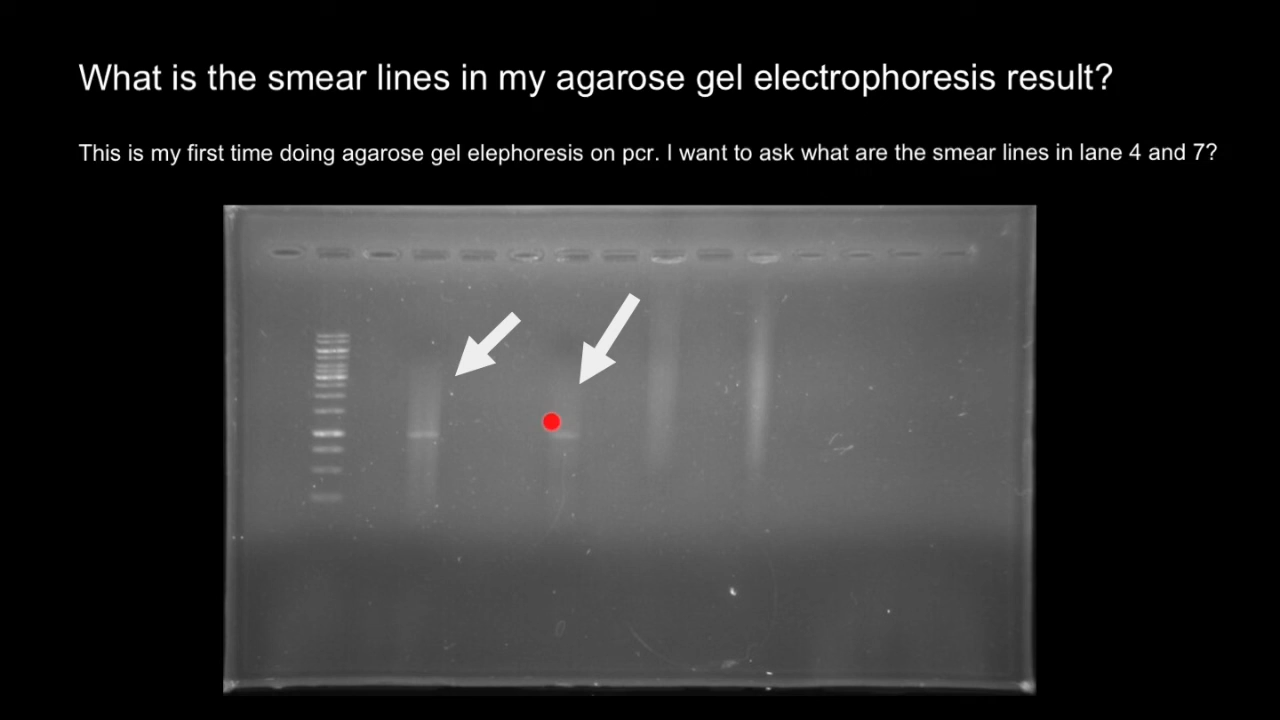 What is the smear lines in my agarose gel electrophoresis result?
This is my first time doing agarose gel elephoresis on pcr. I want to ask what are the smear lines in lane 4 and 7?